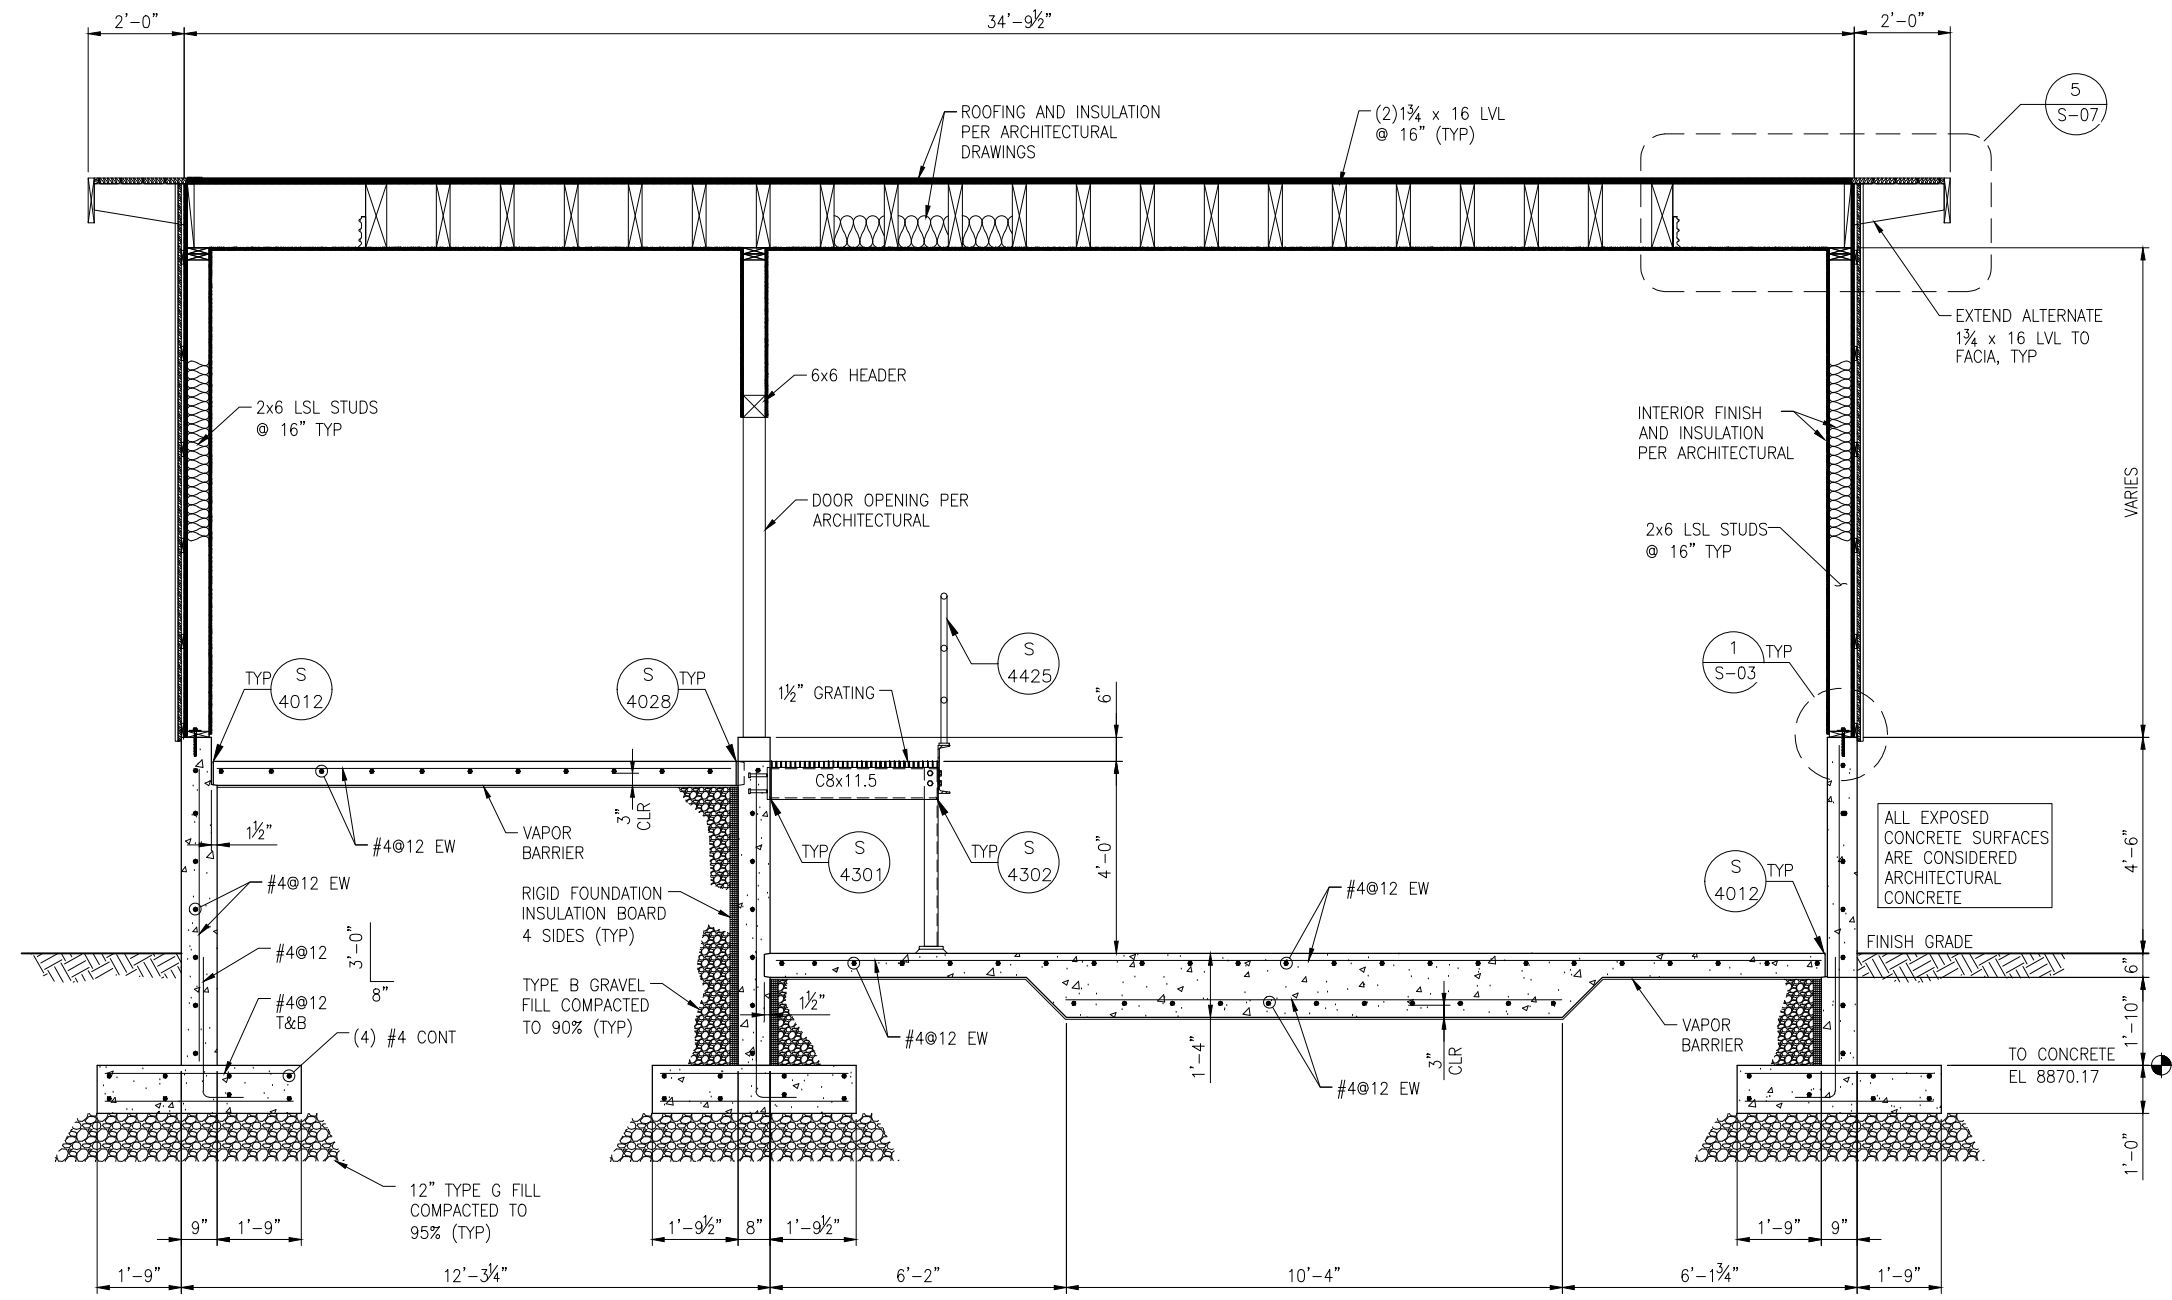 2'-0"
34'-9½"
2'-0"
5
S-07
ROOFING AND INSULATION
PER ARCHITECTURAL
DRAWINGS
(2)1¾ x 16 LVL
@ 16" (TYP)
EXTEND ALTERNATE
1¾ x 16 LVL TO
FACIA, TYP
6x6 HEADER
2x6 LSL STUDS
@ 16" TYP
INTERIOR FINISH
AND INSULATION
PER ARCHITECTURAL
VARIES
DOOR OPENING PER
ARCHITECTURAL
2x6 LSL STUDS
@ 16" TYP
TYP
S
4012
S
4028
TYP
1½" GRATING
S
4425
6"
1
S-03
TYP
C8x11.5
3"
CLR
1½"
#4@12 EW
VAPOR
BARRIER
TYP
S
4301
TYP
S
4302
4'-0"
ALL EXPOSED
CONCRETE SURFACES
ARE CONSIDERED
ARCHITECTURAL
CONCRETE
4'-6"
#4@12 EW
RIGID FOUNDATION
INSULATION BOARD
4 SIDES (TYP)
#4@12 EW
S
4012
TYP
#4@12
3'-0"
8"
FINISH GRADE
6"
#4@12
T&B
(4) #4 CONT
TYPE B GRAVEL
FILL COMPACTED
TO 90% (TYP)
1½"
#4@12 EW
1'-4"
#4@12 EW
3"
CLR
VAPOR
BARRIER
1'-10"
TO CONCRETE
EL 8870.17
1'-0"
12" TYPE G FILL
COMPACTED TO
95% (TYP)
9"
1'-9"
1'-9½"
8"
1'-9½"
1'-9"
9"
1'-9"
12'-3¼"
6'-2"
10'-4"
6'-1¾"
1'-9"